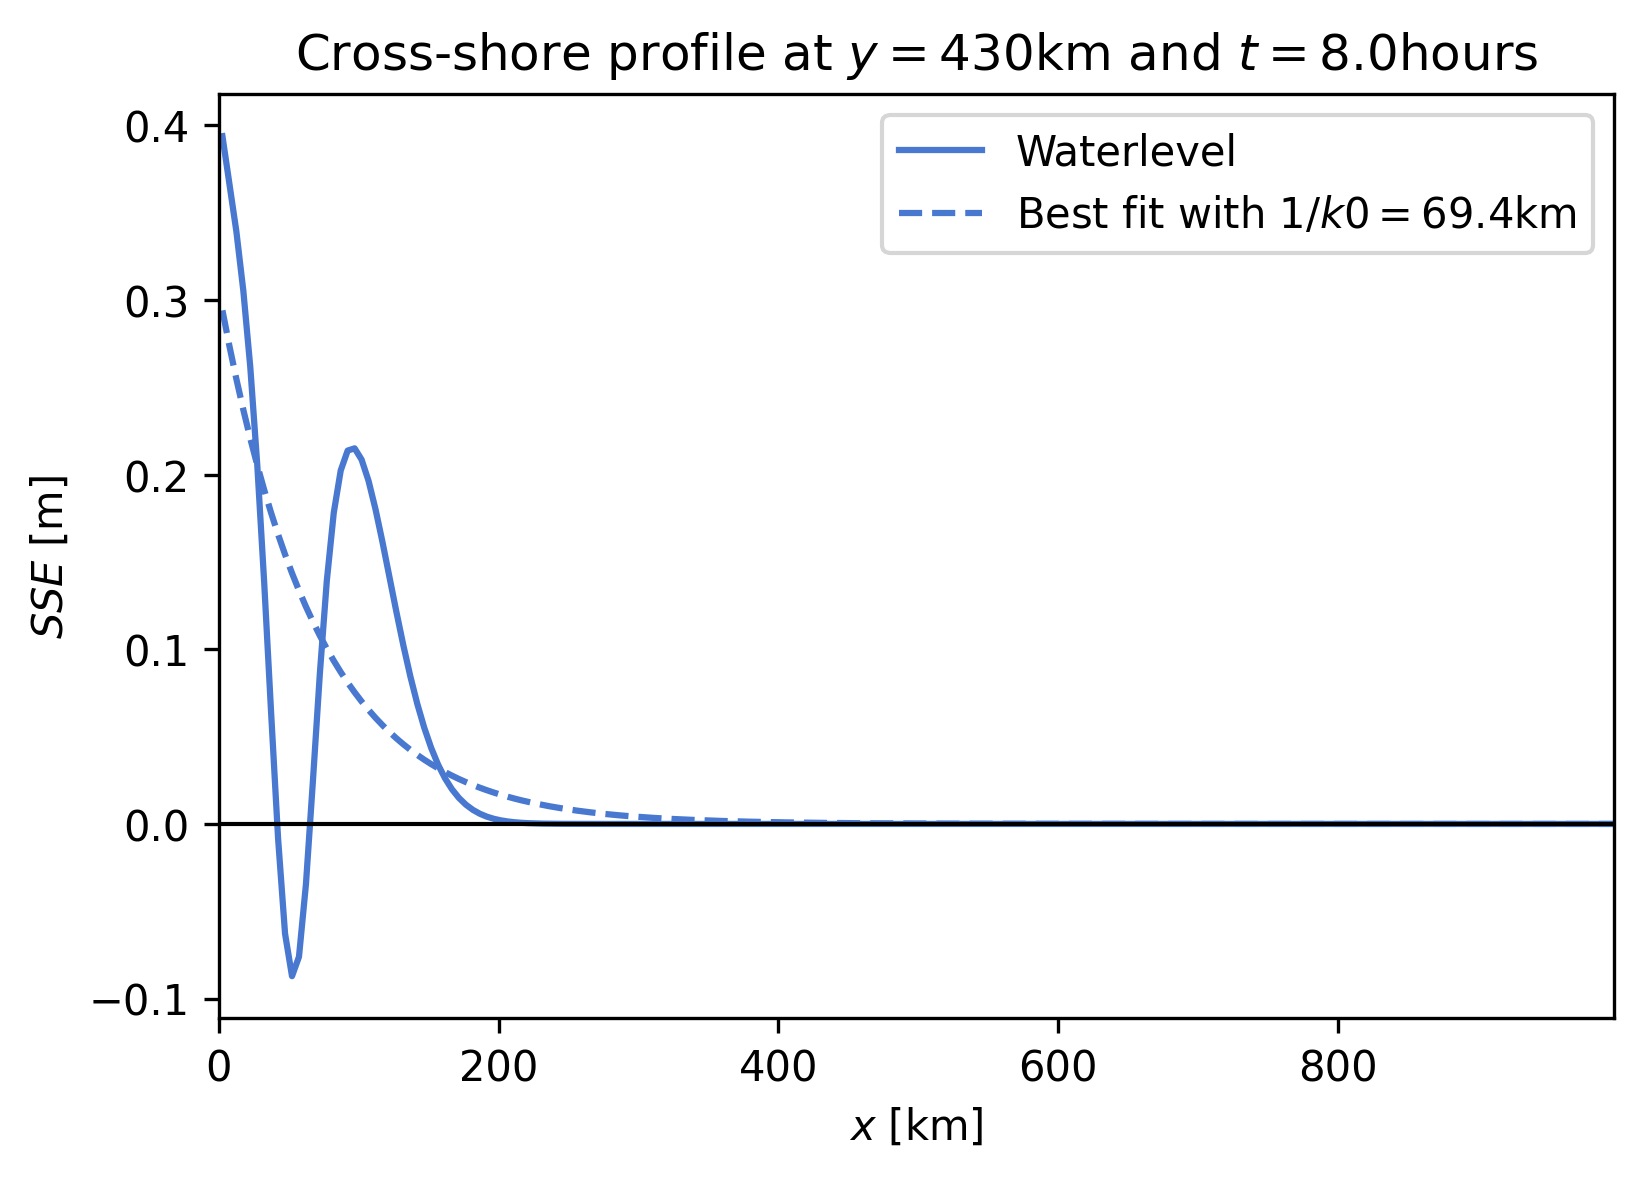 Cross-shore profile at y = 430km and t = 8.0hours
Waterlevel
Best fit with 1/k0 = 69.4km
0.4
0.3
0.2
0.1
0.0
−0.1
SSE [m]
0 200 400 600 800
x [km]